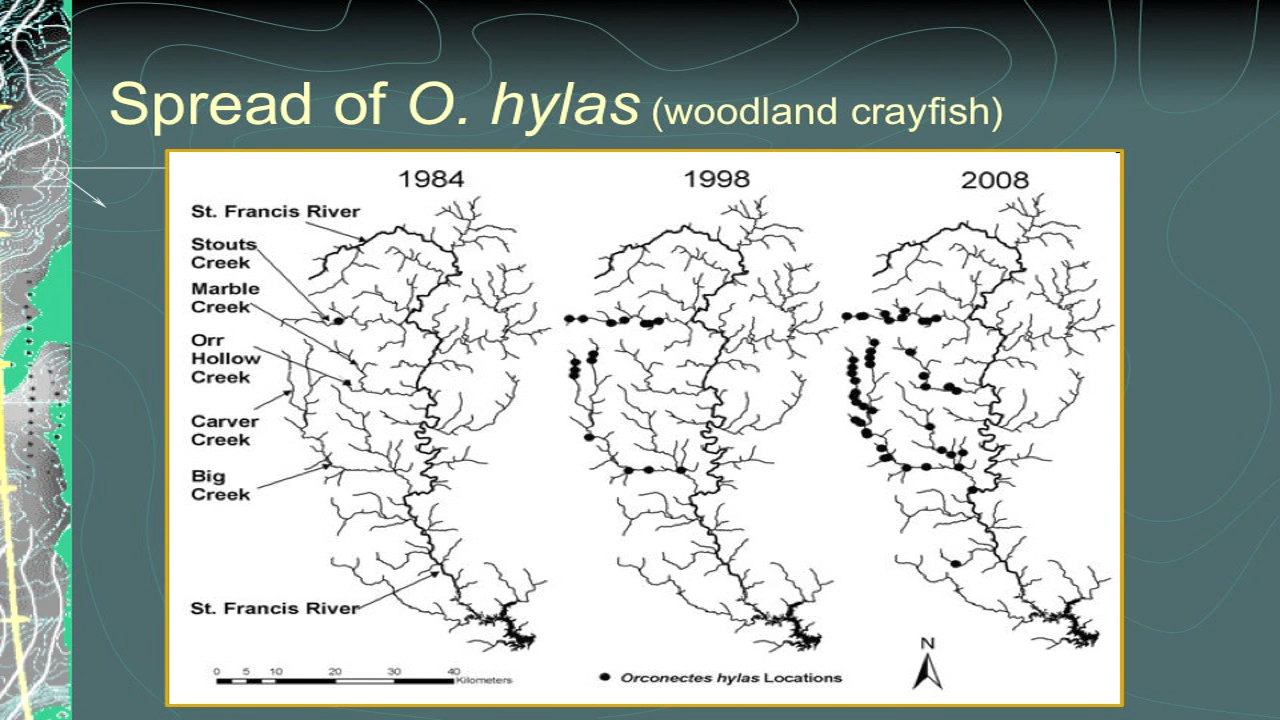 Spread of O. hylas (woodland crayfish)
1984 1998 2008
St. Francis River
Stouts
Creek
Marble
Creek
Orr
Hollow
Creek
Carver
Creek
Big
Creek
St. Francis River
0 5 10 20 30 40
Kilometers
Orconectes hylas Locations
N